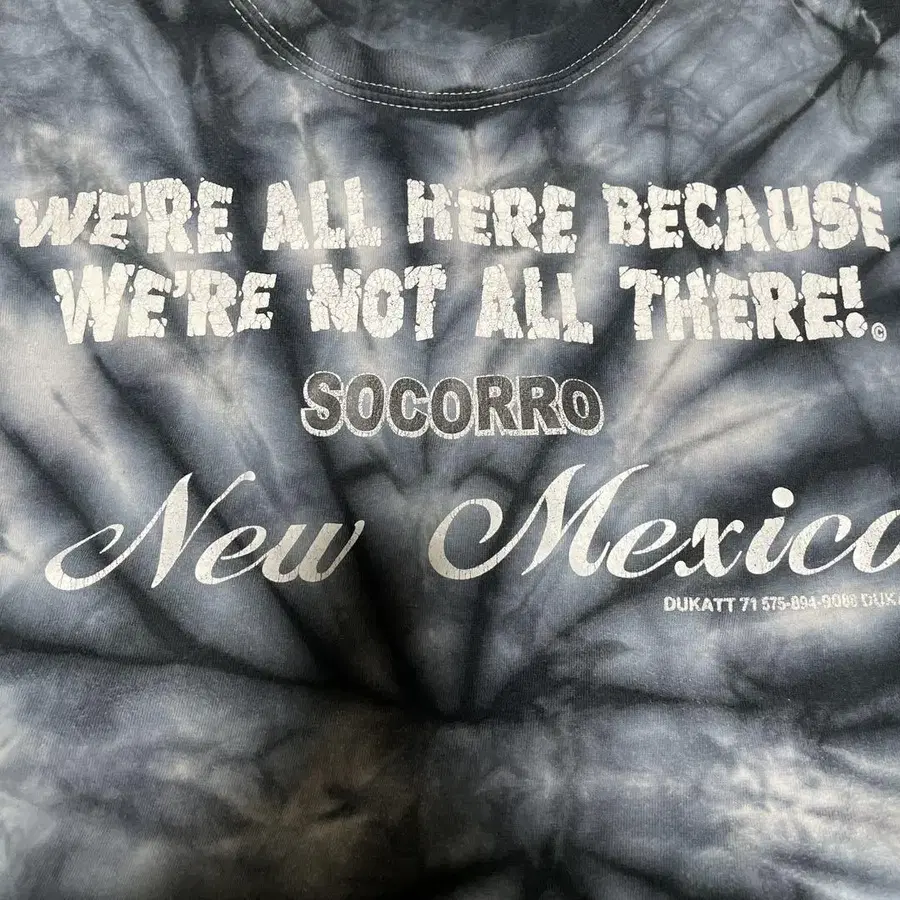 WE'RE ALL HERE BECAUSE
WE'RE NOT ALL THERE!©
SOCORRO
New Mexico
DUKATT 71 575-894-9086